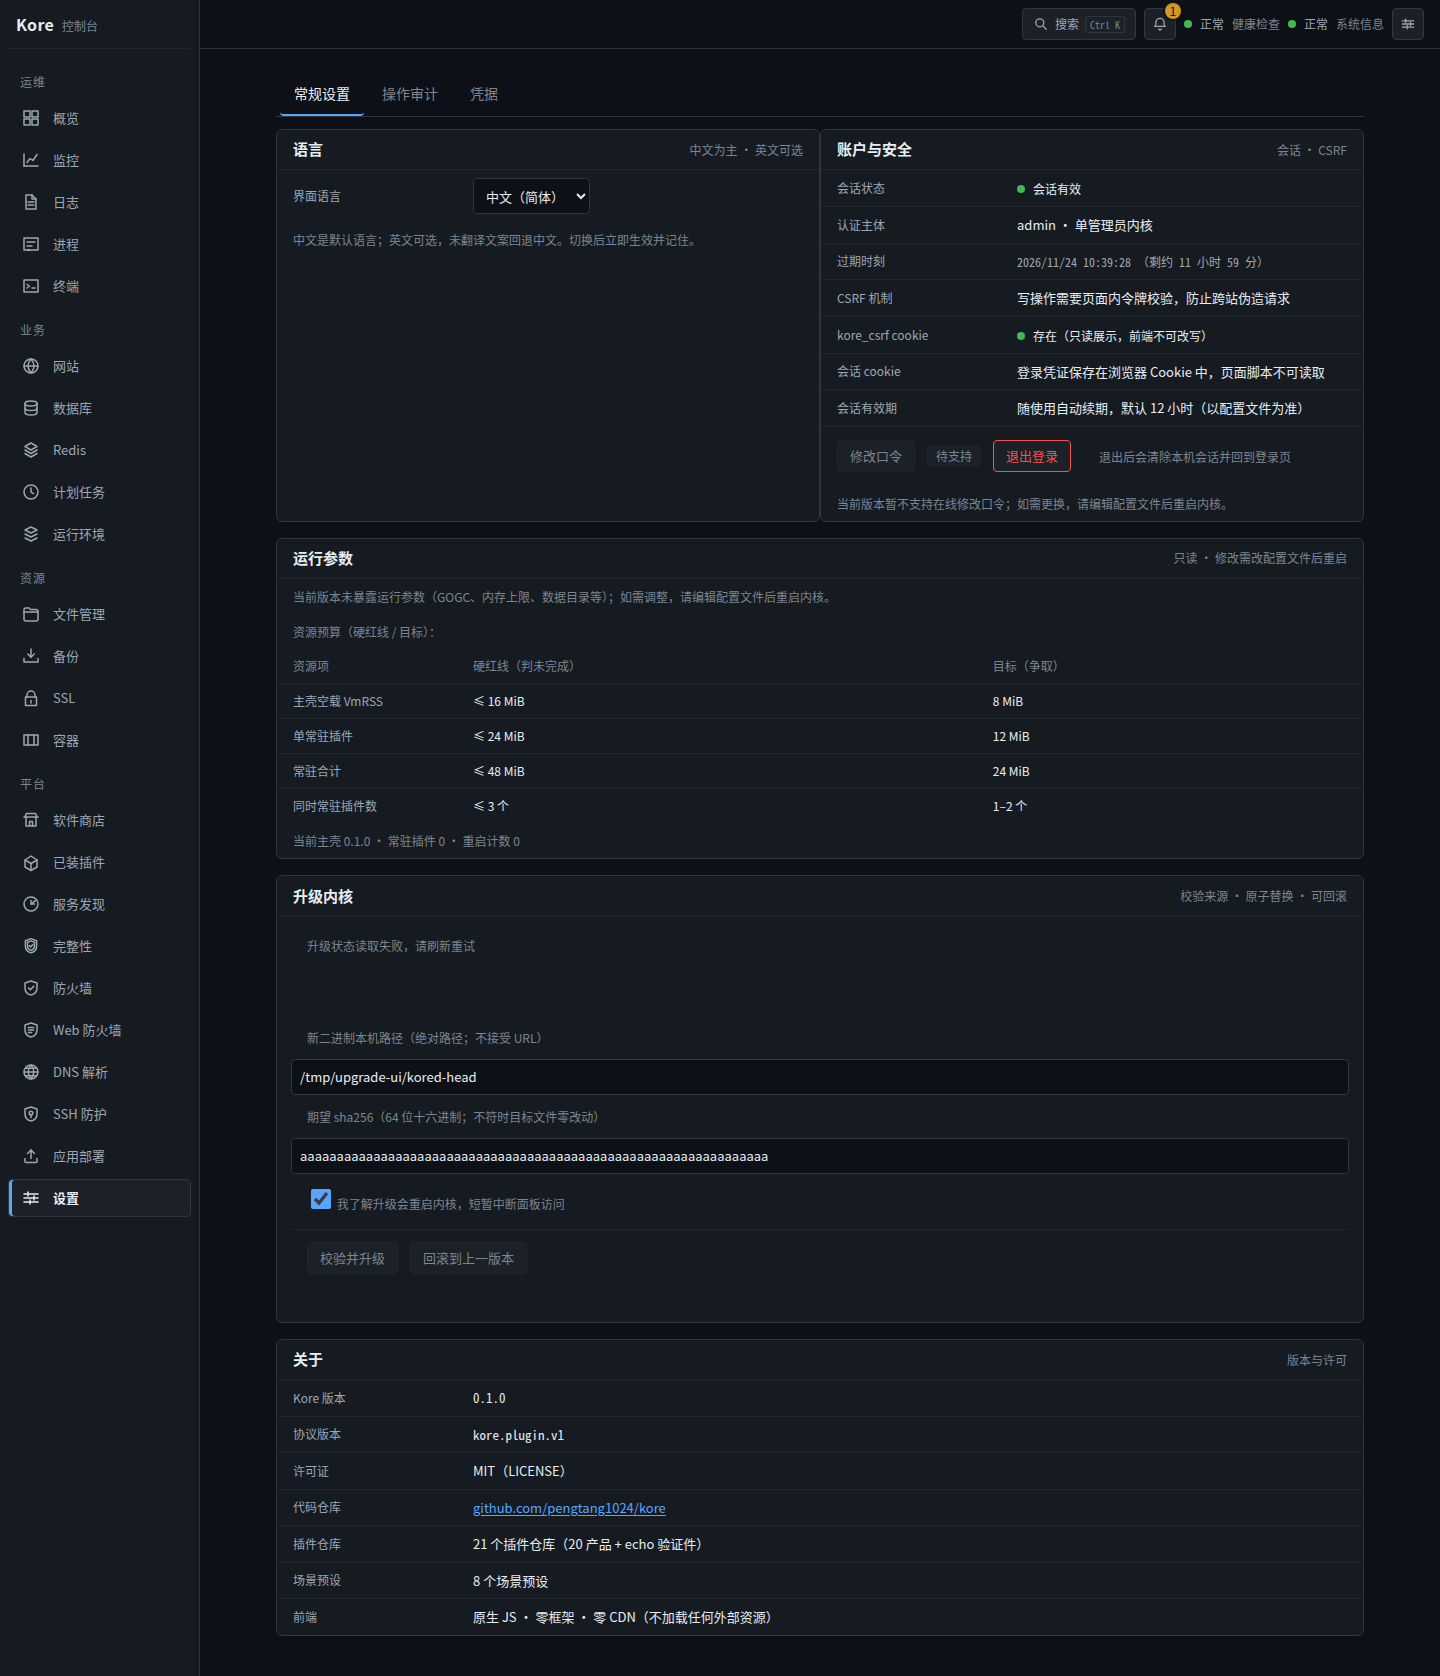 Kore 控制台
搜索 Ctrl K
1
正常 健康检查
正常 系统信息
运维
概览
监控
日志
进程
终端
业务
网站
数据库
Redis
计划任务
运行环境
资源
文件管理
备份
SSL
容器
平台
软件商店
已装插件
服务发现
完整性
防火墙
Web 防火墙
DNS 解析
SSH 防护
应用部署
设置
常规设置 操作审计 凭据
语言 中文为主 · 英文可选
界面语言 中文（简体）
中文是默认语言；英文可选，未翻译文案回退中文。切换后立即生效并记住。
账户与安全 会话 · CSRF
会话状态 会话有效
认证主体 admin · 单管理员内核
过期时刻 2026/11/24 10:39:28 （剩约 11 小时 59 分）
CSRF 机制 写操作需要页面内令牌校验，防止跨站伪造请求
kore_csrf cookie 存在（只读展示，前端不可改写）
会话 cookie 登录凭证保存在浏览器 Cookie 中，页面脚本不可读取
会话有效期 随使用自动续期，默认 12 小时（以配置文件为准）
修改口令 待支持 退出登录 退出后会清除本机会话并回到登录页
当前版本暂不支持在线修改口令；如需更换，请编辑配置文件后重启内核。
运行参数 只读 · 修改需改配置文件后重启
当前版本未暴露运行参数（GOGC、内存上限、数据目录等）；如需调整，请编辑配置文件后重启内核。
资源预算（硬红线 / 目标）：
资源项 硬红线（判未完成） 目标（争取）
主壳空载 VmRSS ≤ 16 MiB 8 MiB
单常驻插件 ≤ 24 MiB 12 MiB
常驻合计 ≤ 48 MiB 24 MiB
同时常驻插件数 ≤ 3 个 1–2 个
当前主壳 0.1.0 · 常驻插件 0 · 重启计数 0
升级内核 校验来源 · 原子替换 · 可回滚
升级状态读取失败，请刷新重试
新二进制本机路径（绝对路径；不接受 URL）
/tmp/upgrade-ui/kored-head
期望 sha256（64 位十六进制；不符时目标文件零改动）
aaaaaaaaaaaaaaaaaaaaaaaaaaaaaaaaaaaaaaaaaaaaaaaaaaaaaaaaaaaaaaaa
我了解升级会重启内核，短暂中断面板访问
校验并升级 回滚到上一版本
关于 版本与许可
Kore 版本 0.1.0
协议版本 kore.plugin.v1
许可证 MIT（LICENSE）
代码仓库 github.com/pengtang1024/kore
插件仓库 21 个插件仓库（20 产品 + echo 验证件）
场景预设 8 个场景预设
前端 原生 JS · 零框架 · 零 CDN（不加载任何外部资源）